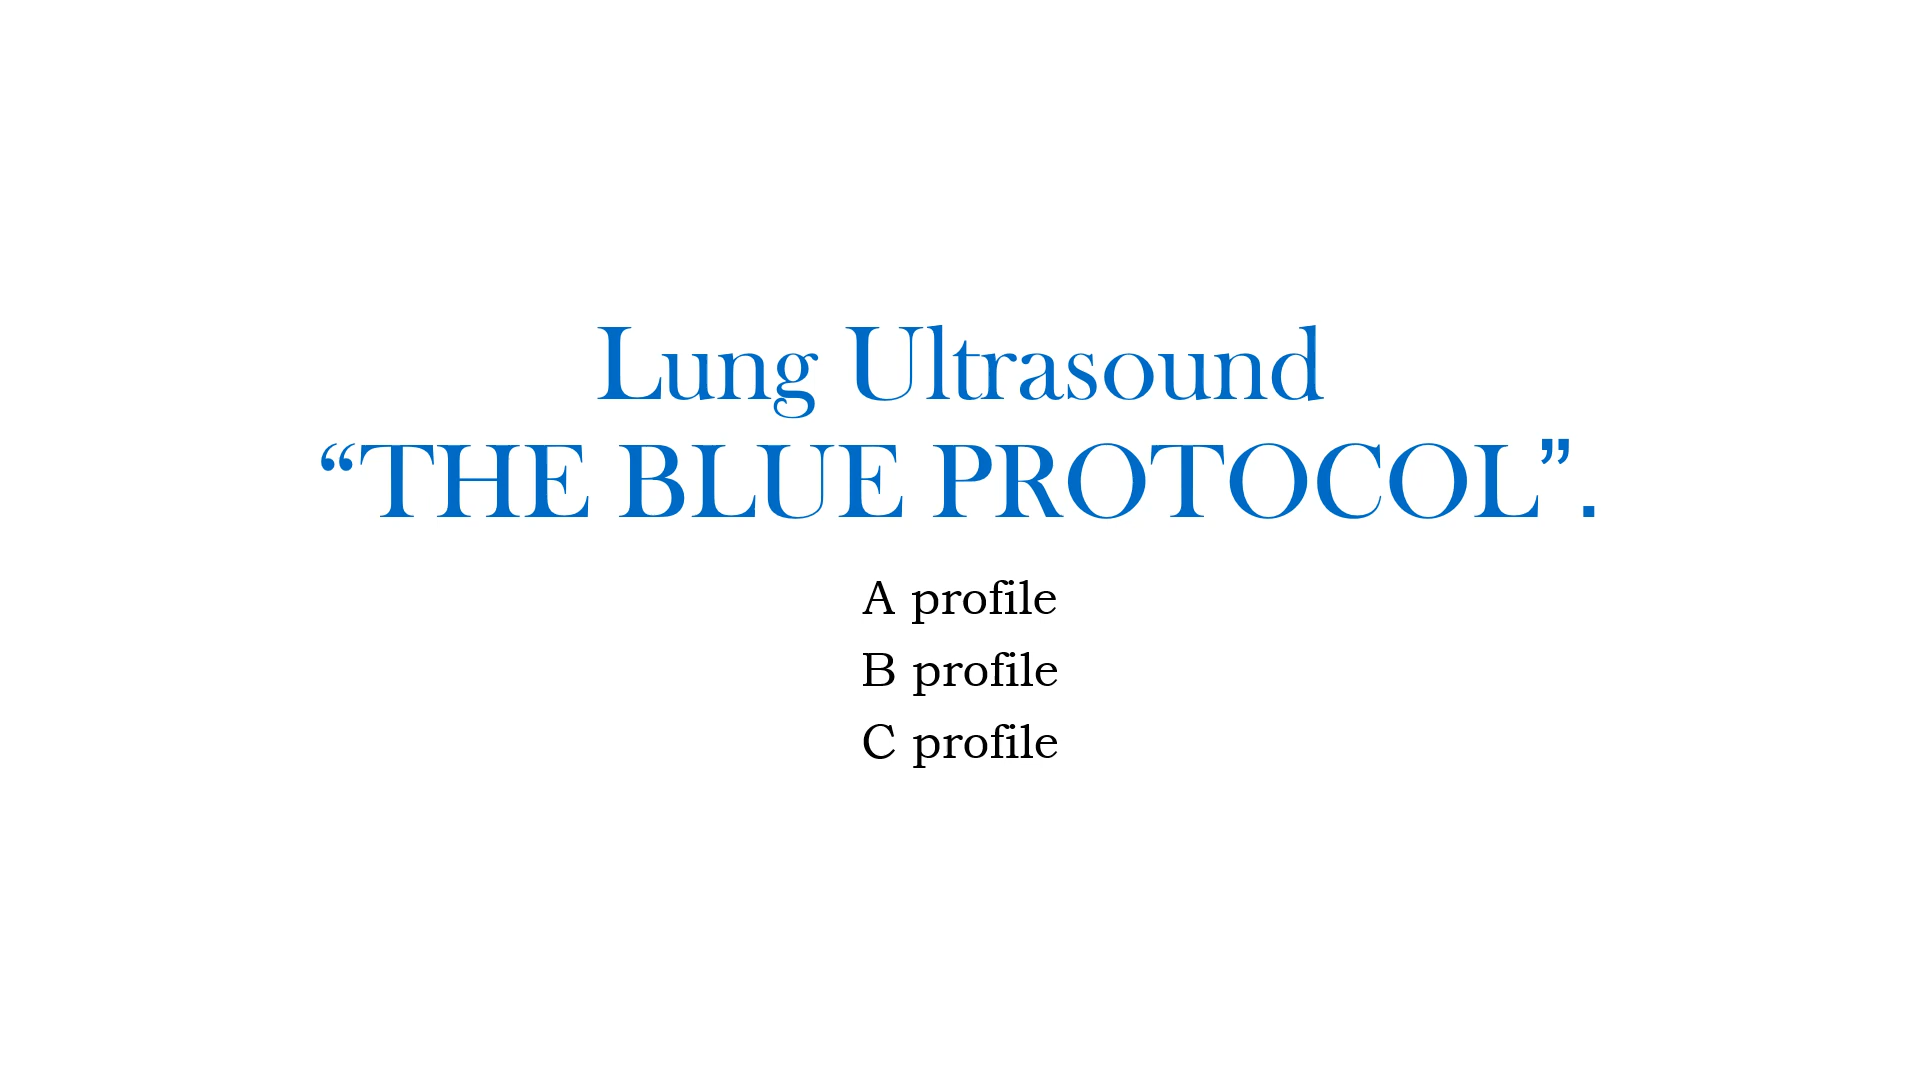 Lung Ultrasound
“THE BLUE PROTOCOL”.
A profile
B profile
C profile